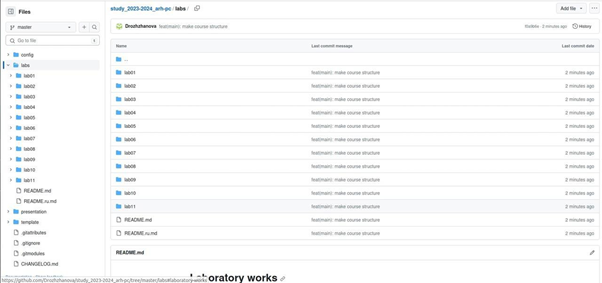 Files
study_2023-2024_arh-pc / labs /
Add file
master
Go to file
t
Drozhzhanova feat(main): make course structure
2 minutes ago
History
Name
Last commit message
Last commit date
config
labs
lab01
lab02
lab03
lab04
lab05
lab06
lab07
lab08
lab09
lab10
lab11
README.md
README.ru.md
presentation
template
.gitattributes
.gitignore
.gitmodules
CHANGELOG.md
..
lab01 feat(main): make course structure 2 minutes ago
lab02 feat(main): make course structure 2 minutes ago
lab03 feat(main): make course structure 2 minutes ago
lab04 feat(main): make course structure 2 minutes ago
lab05 feat(main): make course structure 2 minutes ago
lab06 feat(main): make course structure 2 minutes ago
lab07 feat(main): make course structure 2 minutes ago
lab08 feat(main): make course structure 2 minutes ago
lab09 feat(main): make course structure 2 minutes ago
lab10 feat(main): make course structure 2 minutes ago
lab11 feat(main): make course structure 2 minutes ago
README.md feat(main): make course structure 2 minutes ago
README.ru.md feat(main): make course structure 2 minutes ago
README.md
boratory works
https://github.com/Drozhzhanova/study_2023-2024_arh-pc/tree/master/labs#laboratory-works